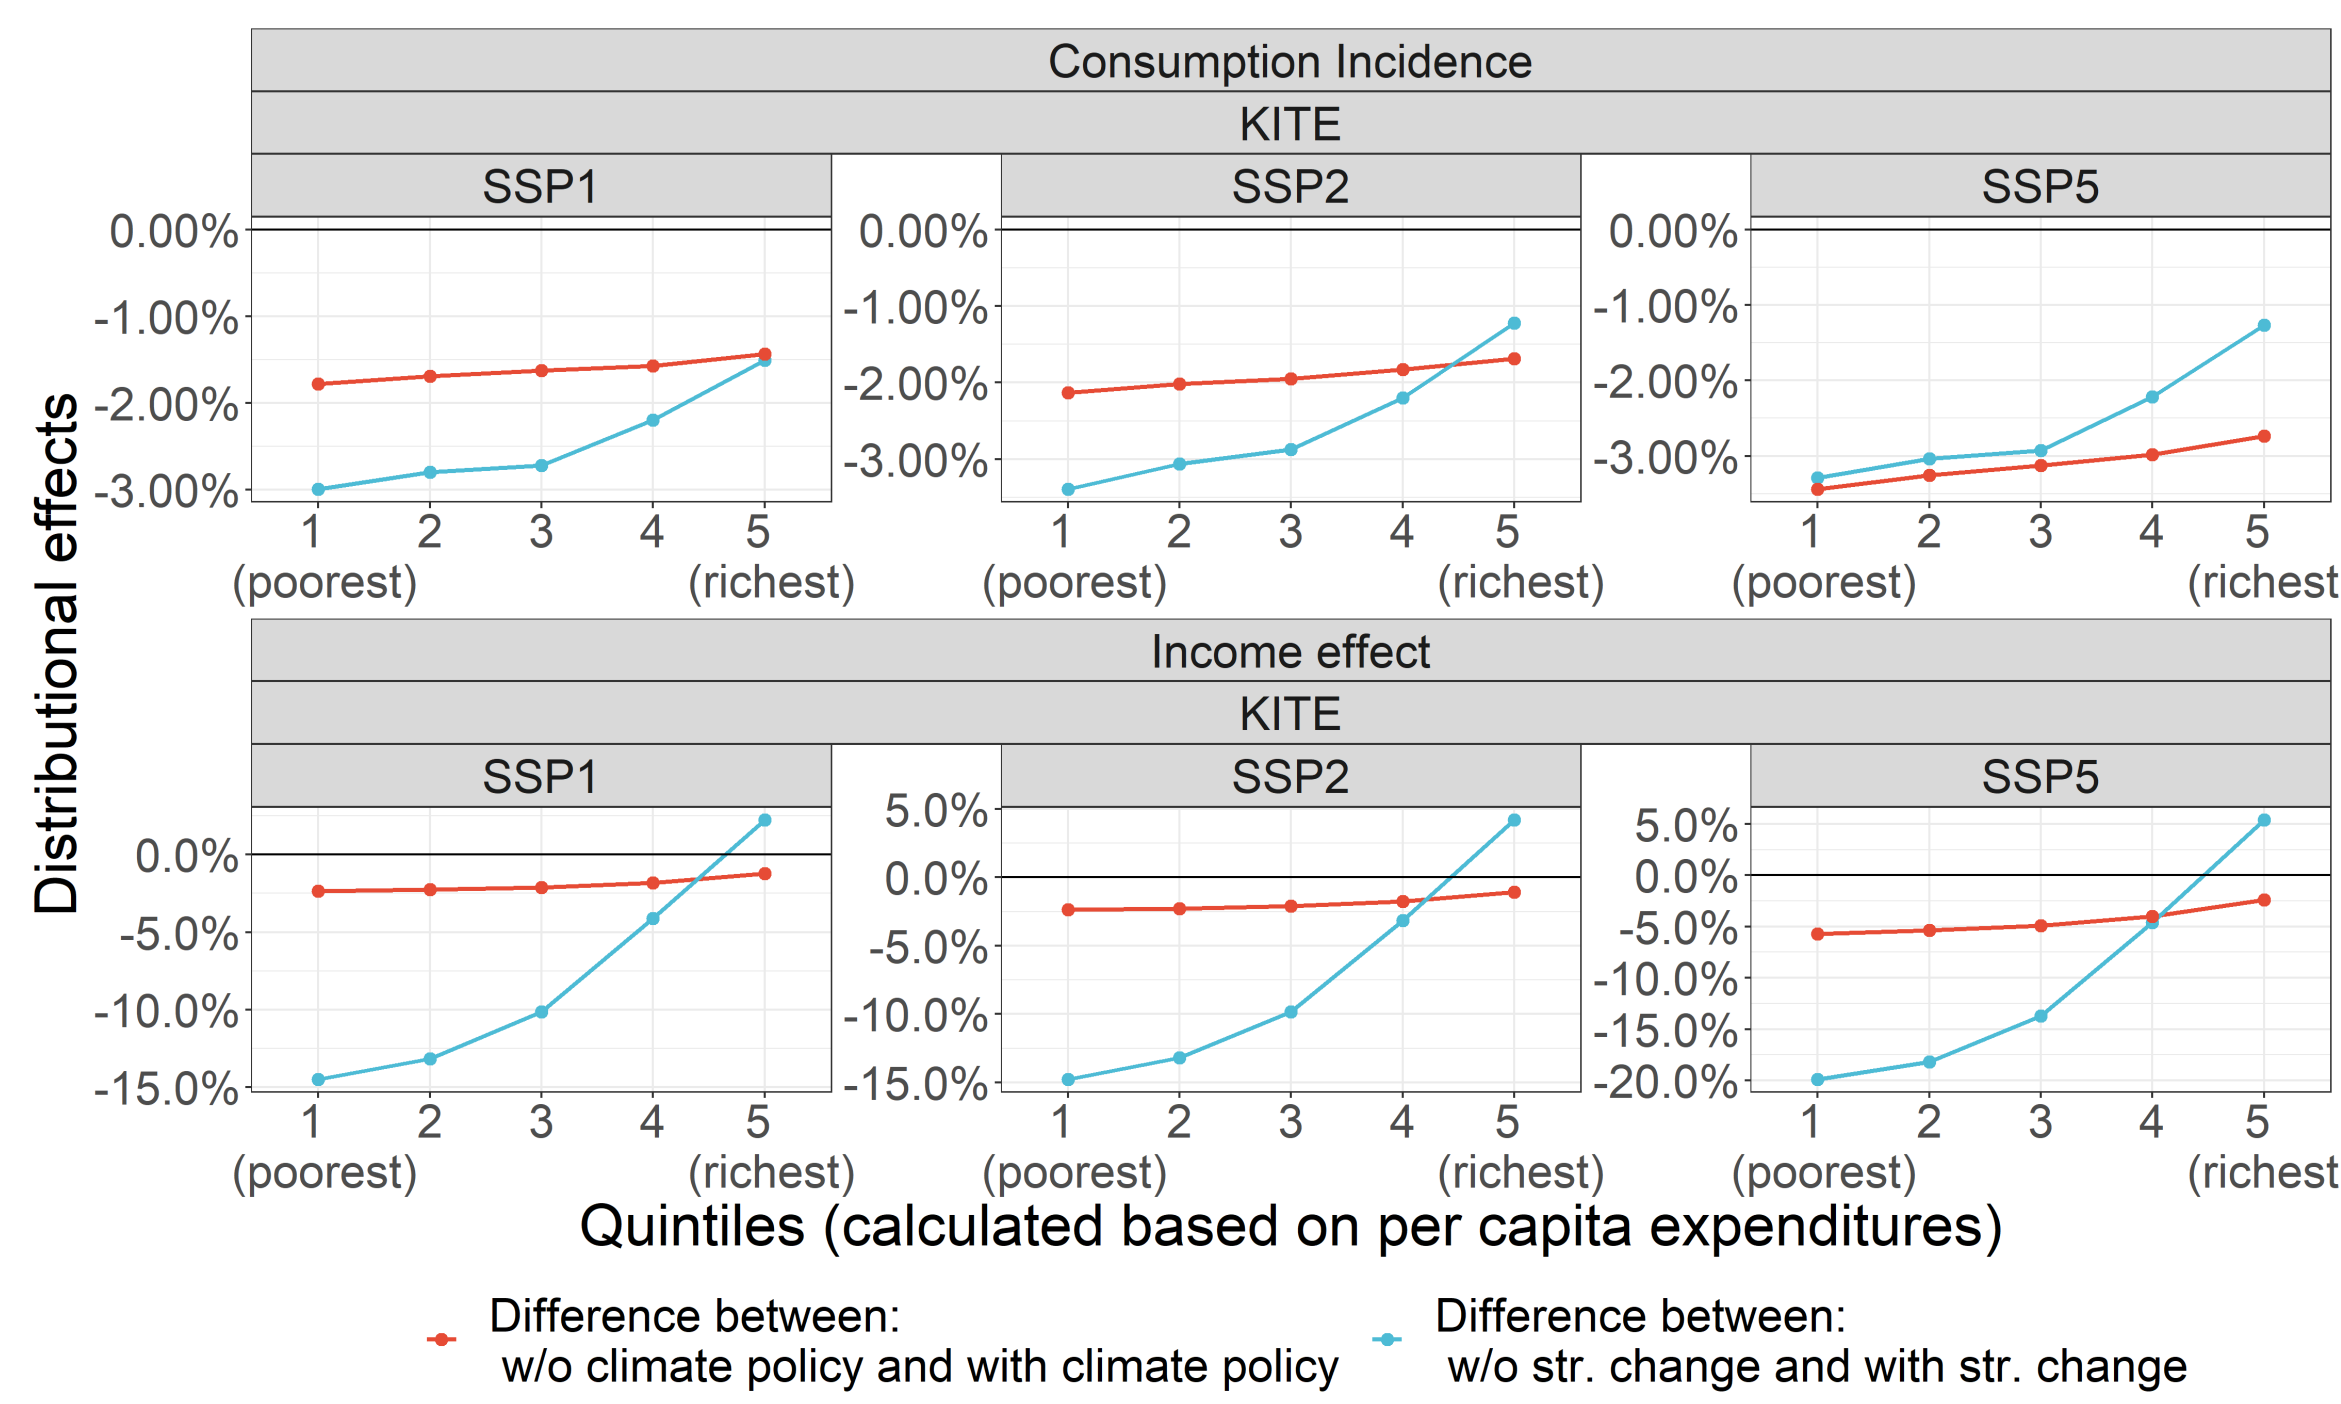 Consumption Incidence
KITE
SSP1 SSP2 SSP5
0.00% 0.00% 0.00%
-1.00% -1.00% -1.00%
-2.00% -2.00% -2.00%
-3.00% -3.00% -3.00%
1 2 3 4 5 1 2 3 4 5 1 2 3 4 5
(poorest) (richest) (poorest) (richest) (poorest) (richest
Distributional effects
Income effect
KITE
SSP1 SSP2 SSP5
0.0% 5.0% 5.0%
-5.0% 0.0% 0.0%
-10.0% -5.0% -5.0%
-15.0% -10.0% -10.0%
-15.0% -15.0%
-20.0%
1 2 3 4 5 1 2 3 4 5 1 2 3 4 5
(poorest) (richest) (poorest) (richest) (poorest) (richest
Quintiles (calculated based on per capita expenditures)
Difference between: Difference between:
w/o climate policy and with climate policy w/o str. change and with str. change